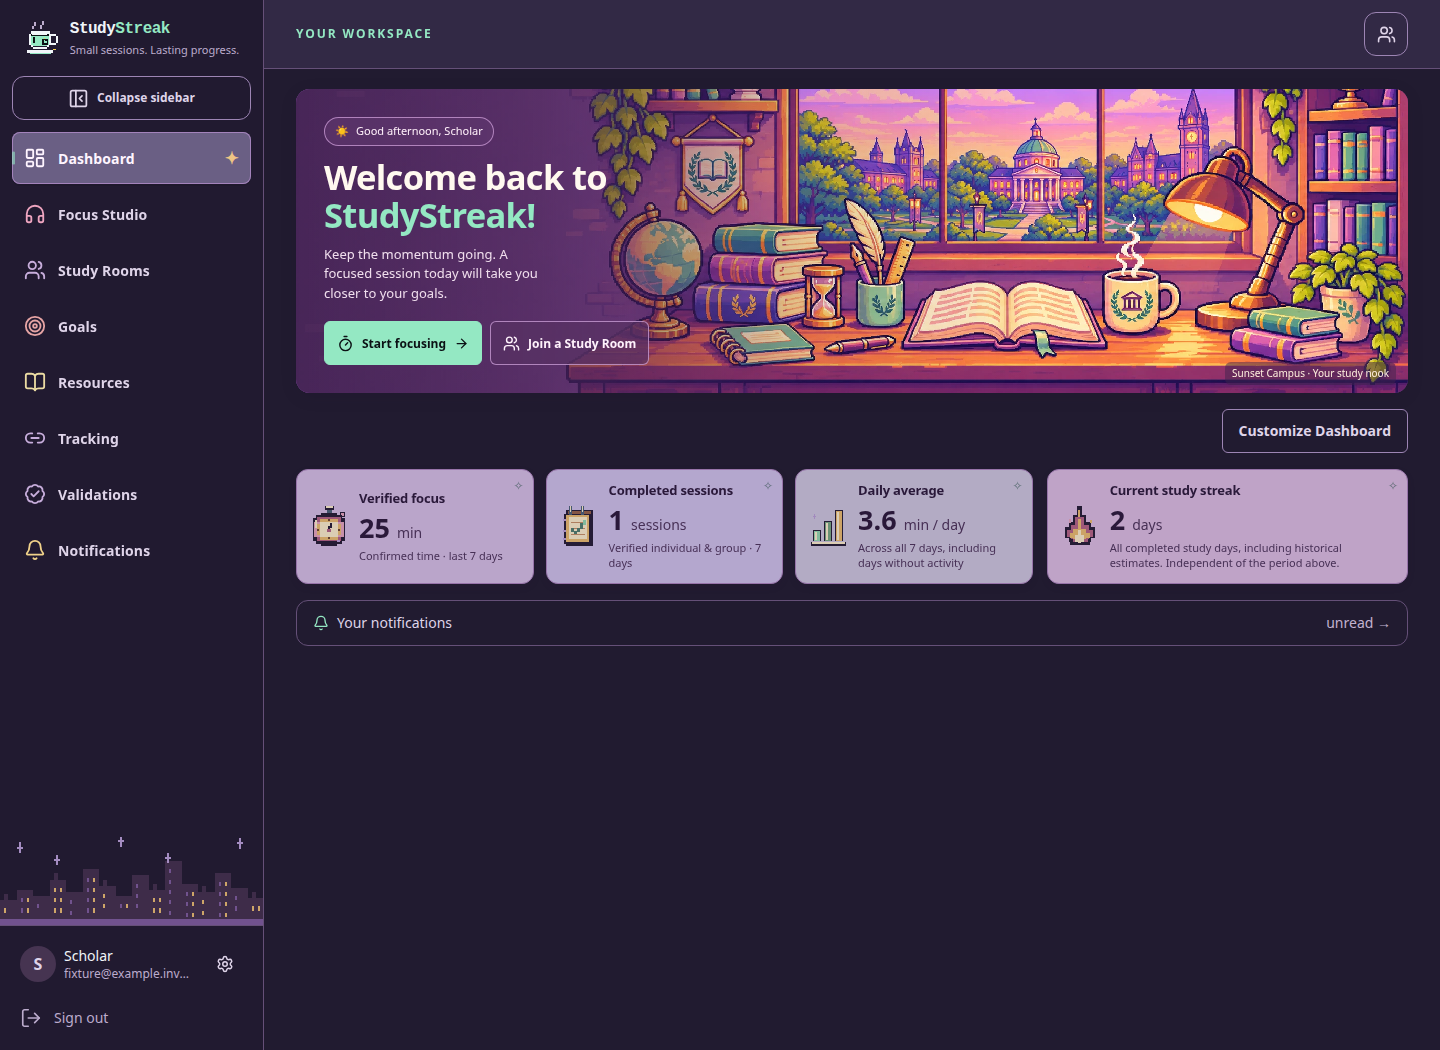 StudyStreak
Small sessions. Lasting progress.
Collapse sidebar
Dashboard
Focus Studio
Study Rooms
Goals
Resources
Tracking
Validations
Notifications
Scholar
fixture@example.inv...
S
Sign out
YOUR WORKSPACE
Good afternoon, Scholar
Welcome back to
StudyStreak!
Keep the momentum going. A
focused session today will take you
closer to your goals.
Start focusing →
Join a Study Room
Sunset Campus · Your study nook
Customize Dashboard
Verified focus
25 min
Confirmed time · last 7 days
Completed sessions
1 sessions
Verified individual & group · 7
days
Daily average
3.6 min / day
Across all 7 days, including
days without activity
Current study streak
2 days
All completed study days, including historical
estimates. Independent of the period above.
Your notifications
unread →